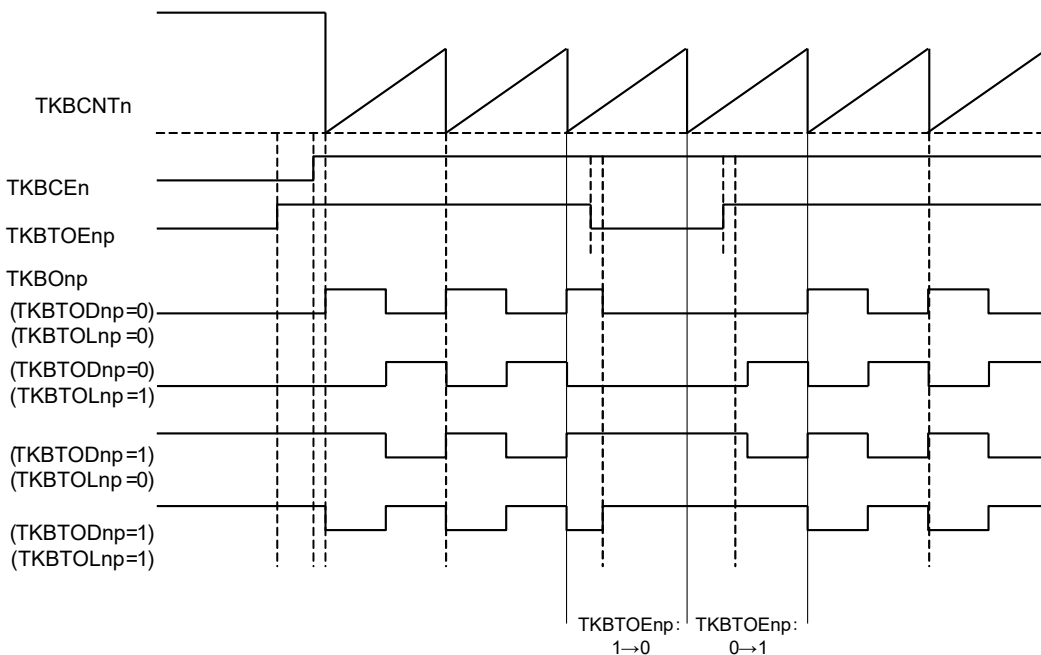 TKBCNTn
TKBCEn
TKBTOEnp
TKBOnp
(TKBTODnp=0)
(TKBTOLnp=0)
(TKBTODnp=0)
(TKBTOLnp=1)
(TKBTODnp=1)
(TKBTOLnp=0)
(TKBTODnp=1)
(TKBTOLnp=1)
TKBTOEnp: TKBTOEnp:
1→0 0→1